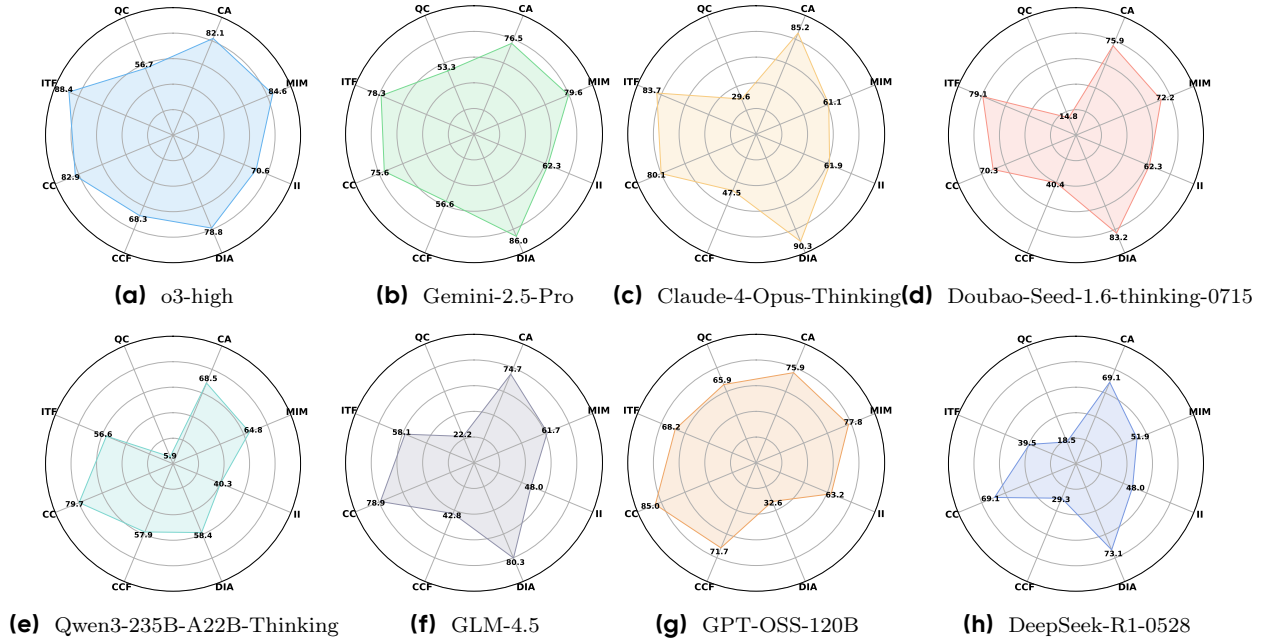 QC CA QC CA QC CA QC CA
82.1 76.5 85.2 75.9
56.7 53.3 29.6 14.8
ITF MIM ITF MIM ITF MIM ITF MIM
88.4 84.6 78.3 79.6 83.7 61.1 79.1 72.2
CC 82.9 70.6 II CC 75.6 62.3 II CC 80.1 61.9 II CC 70.3 62.3 II
68.3 78.8 56.6 86.0 47.5 90.3 40.4 83.2
CCF DIA CCF DIA CCF DIA CCF DIA
(a) o3-high (b) Gemini-2.5-Pro (c) Claude-4-Opus-Thinking (d) Doubao-Seed-1.6-thinking-0715
QC CA QC CA QC CA QC CA
68.5 74.7 65.9 75.9 69.1
ITF MIM ITF MIM ITF MIM ITF MIM
56.6 5.9 64.8 58.1 22.2 61.7 68.2 77.8 39.5 18.5 51.9
CC 79.7 40.3 II CC 78.9 48.0 II CC 85.0 63.2 II CC 69.1 48.0 II
57.9 58.4 42.8 80.3 71.7 32.6 29.3 73.1
CCF DIA CCF DIA CCF DIA CCF DIA
(e) Qwen3-235B-A22B-Thinking (f) GLM-4.5 (g) GPT-OSS-120B (h) DeepSeek-R1-0528